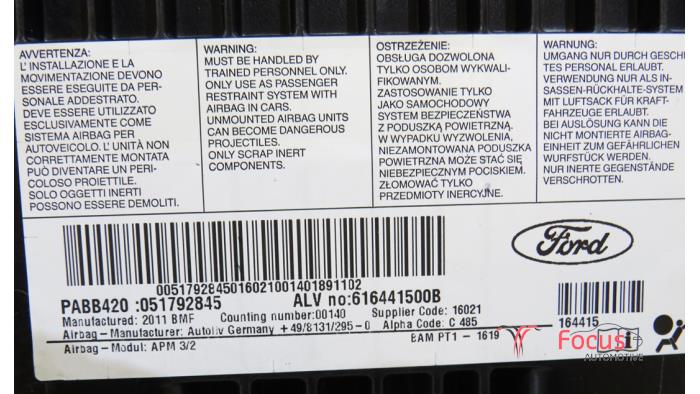 AVVERTENZA:
L' INSTALLAZIONE E LA
MOVIMENTAZIONE DEVONO
ESSERE ESEGUITE DA PER-
SONALE ADDESTRATO.
DEVE ESSERE UTILIZZATO
ESCLUSIVAMENTE COME
SISTEMA AIRBAG PER
AUTOVEICOLO. L' UNITÀ NON
CORRETTAMENTE MONTATA
PUÒ DIVENTARE UN PERI-
COLOSO PROIETTILE.
SOLO OGGETTI INERTI
POSSONO ESSERE DEMOLITI.
WARNING:
MUST BE HANDLED BY
TRAINED PERSONNEL ONLY.
ONLY USE AS PASSENGER
RESTRAINT SYSTEM WITH
AIRBAG IN CARS.
UNMOUNTED AIRBAG UNITS
CAN BECOME DANGEROUS
PROJECTILES.
ONLY SCRAP INERT
COMPONENTS.
OSTRZEŻENIE:
OBSŁUGA DOZWOLONA
TYLKO OSOBOM WYKWALI-
FIKOWANYM.
ZASTOSOWANIE TYLKO
JAKO SAMOCHODOWY
SYSTEM BEZPIECZEŃSTWA
Z PODUSZKĄ POWIETRZNĄ.
W WYPADKU WYZWOLENIA,
NIEZAMONTOWANA PODUSZKA
POWIETRZNA MOŻE STAĆ SIĘ
NIEBEZPIECZNYM POCISKIEM.
ZŁOMOWAĆ TYLKO
PRZEDMIOTY INERCYJNE.
WARNUNG:
UMGANG NUR DURCH GESCH
TES PERSONAL ERLAUBT.
VERWENDUNG NUR ALS IN-
SASSEN-RÜCKHALTE-SYSTEM
MIT LUFTSACK FÜR KRAFT-
FAHRZEUGE ERLAUBT.
BEI AUSLÖSUNG KANN DIE
NICHT MONTIERTE AIRBAG-
EINHEIT ZUM GEFÄHRLICHEN
WURFSTÜCK WERDEN.
NUR INERTE GEGENSTÄNDE
VERSCHROTTEN.
Ford
00517928450160210014018911​02
PABB420 :051792845 ALV no:616441500B
Manufactured: 2011 BMF Counting number:00140 Supplier Code: 16021
Airbag - Manufacturer: Autoliv Germany + 49/8131/295-0 Alpha Code: C 485
Airbag - Modul: APM 3/2 BAM PT1 - 1619
164415
Focus
AUTOMOTIVE